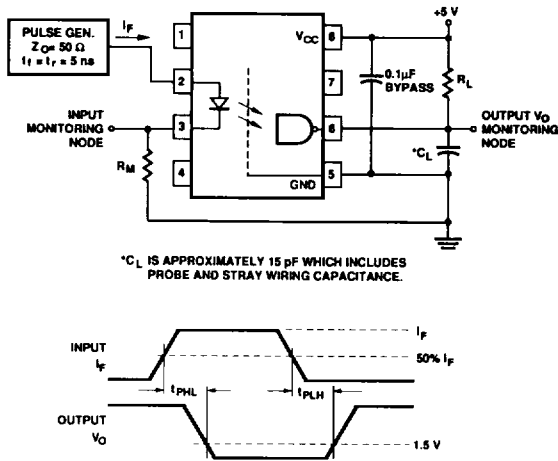 PULSE GEN.
Z_O = 50 Ω
t_f = t_r = 5 ns
I_F
1
2
3
4
V_CC
8
7
6
5
GND
+5 V
0.1µF
BYPASS
R_L
INPUT
MONITORING
NODE
R_M
OUTPUT V_O
MONITORING
NODE
*C_L
*C_L IS APPROXIMATELY 15 pF WHICH INCLUDES
PROBE AND STRAY WIRING CAPACITANCE.
INPUT
I_F
I_F
50% I_F
t_PHL
t_PLH
OUTPUT
V_O
1.5 V